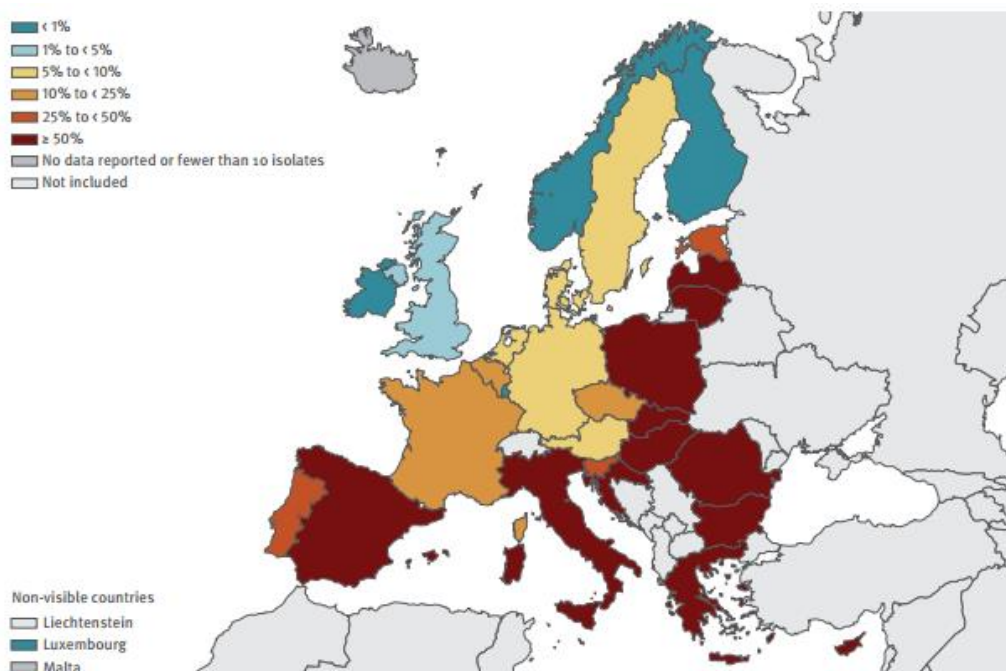 < 1%
1% to < 5%
5% to < 10%
10% to < 25%
25% to < 50%
≥ 50%
No data reported or fewer than 10 isolates
Not included
Non-visible countries
Liechtenstein
Luxembourg
Malta